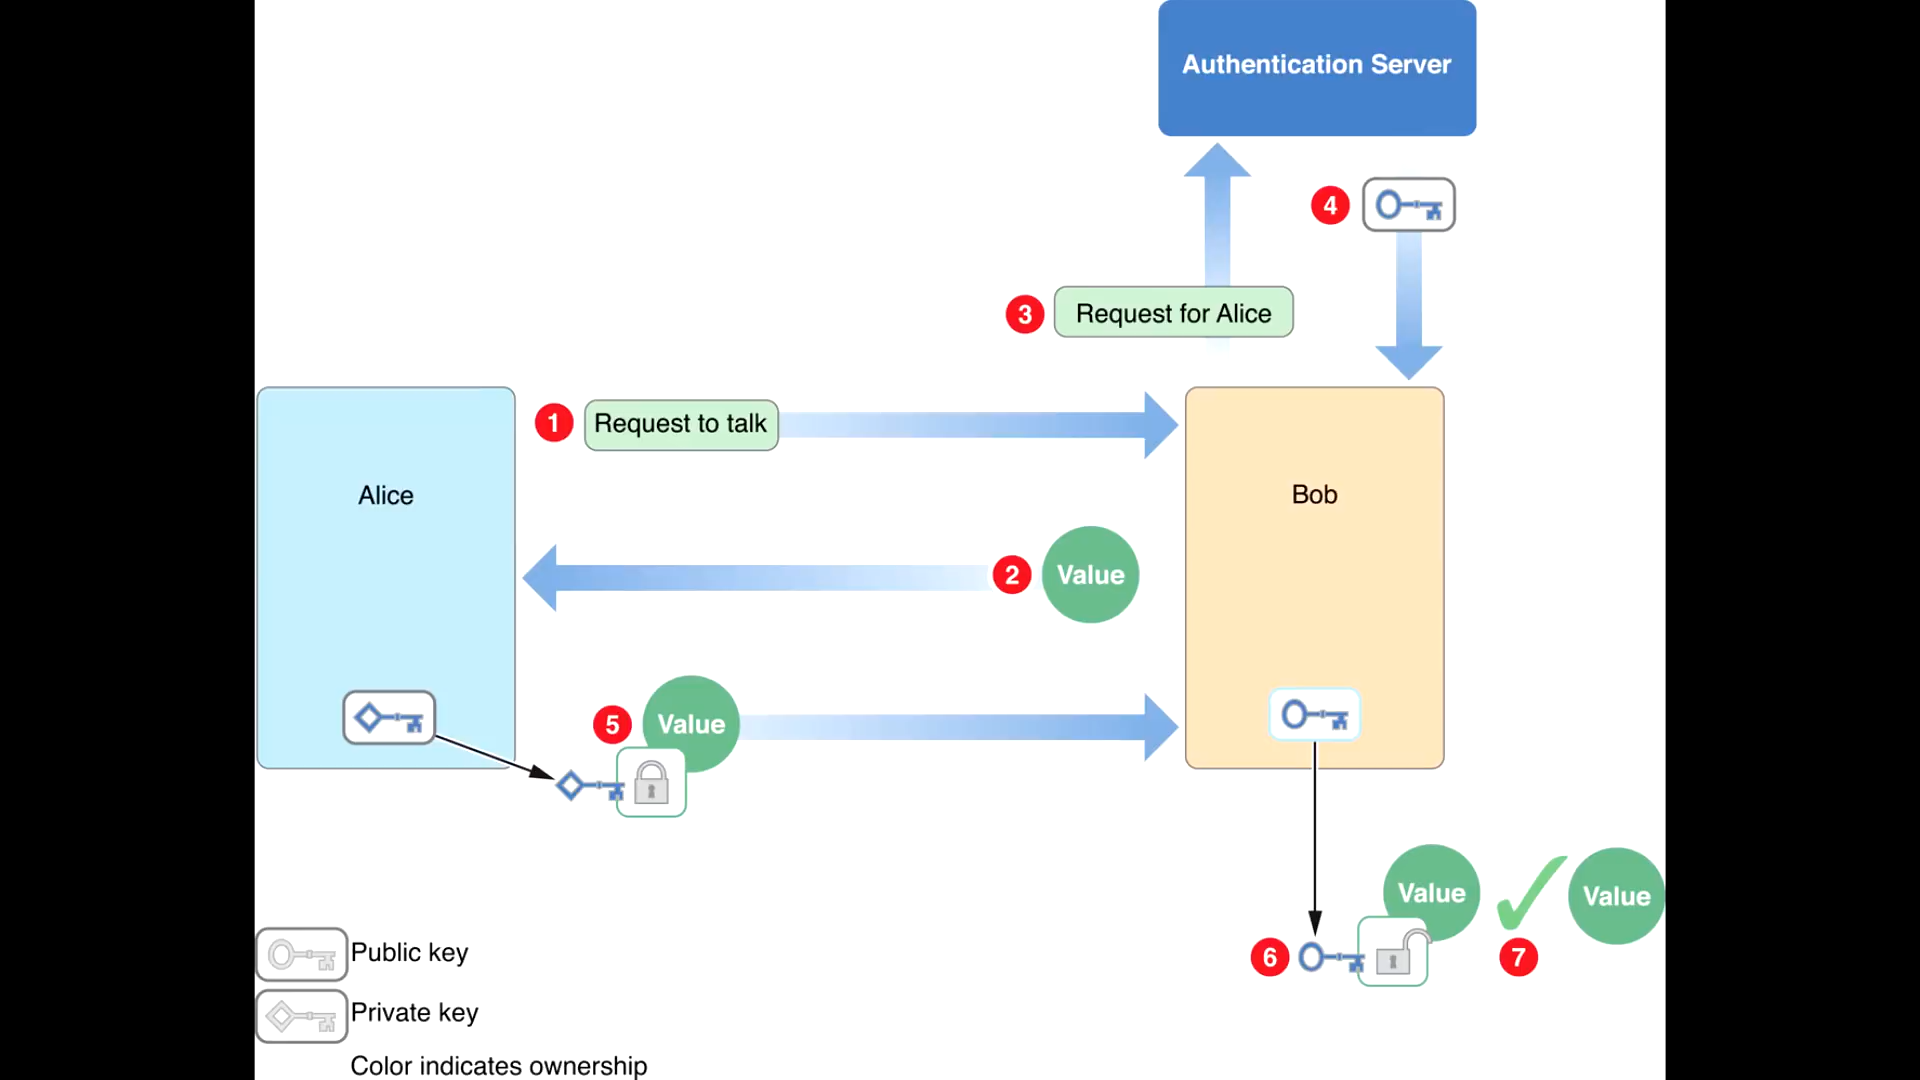 Authentication Server
4
3 Request for Alice
1 Request to talk
Alice
Bob
2 Value
5 Value
Value Value
6 7
Public key
Private key
Color indicates ownership